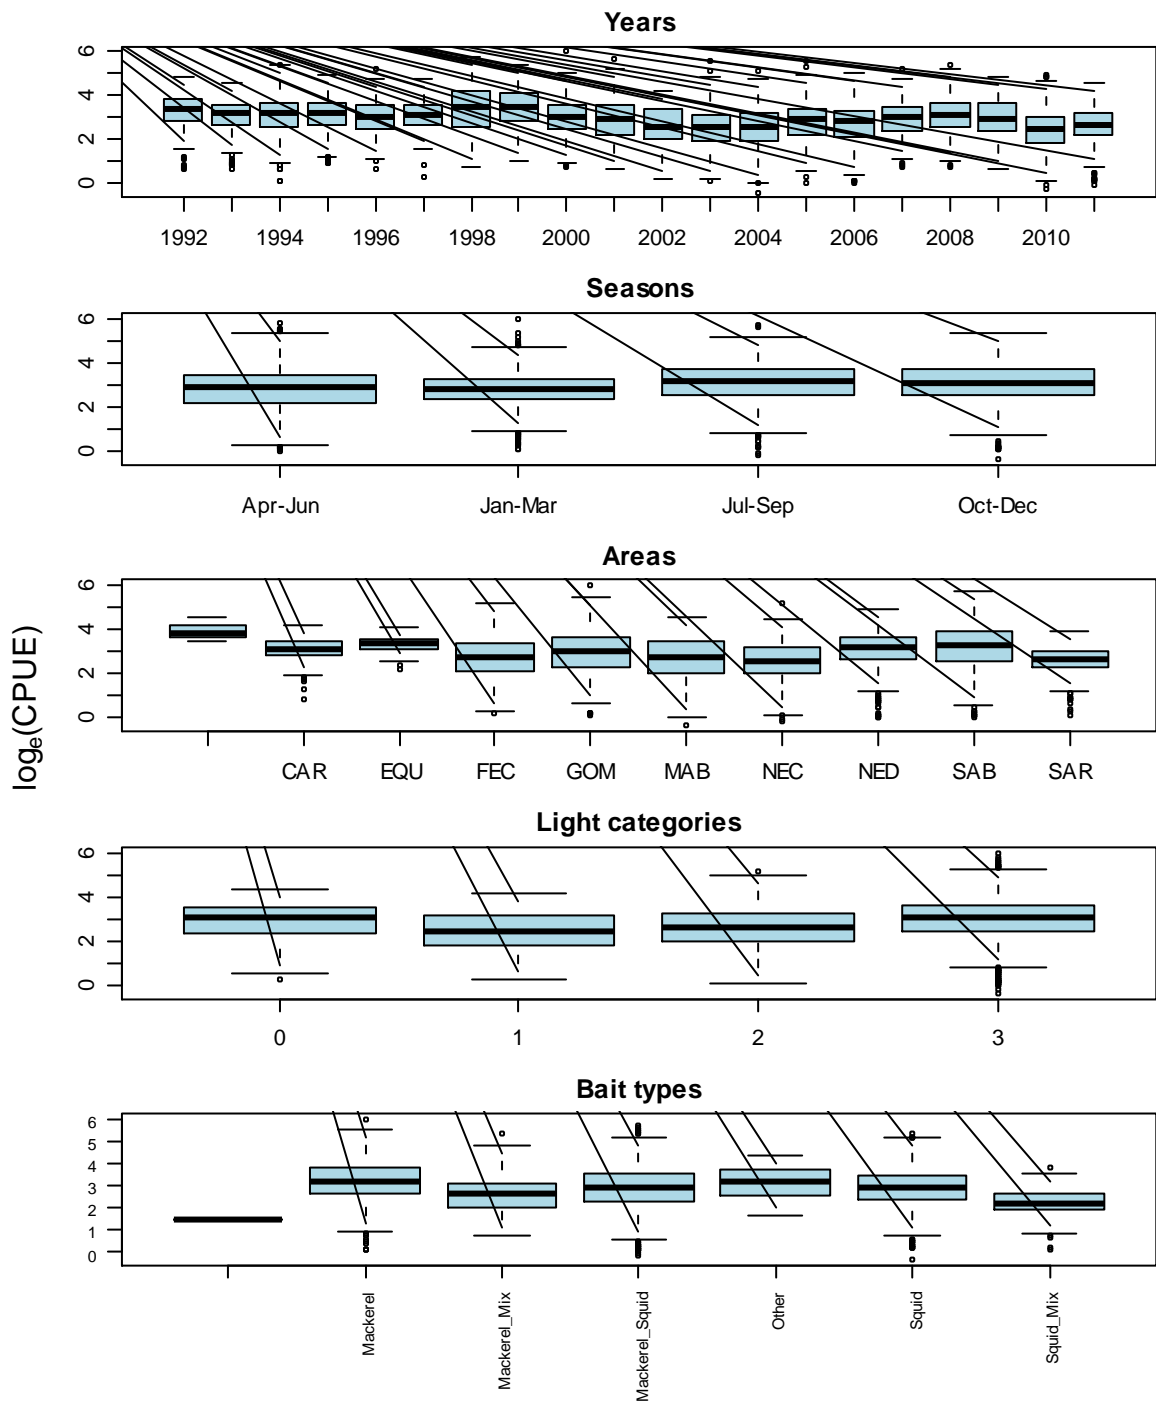 Years
6
4
2
0
1992 1994 1996 1998 2000 2002 2004 2006 2008 2010
Seasons
6
4
2
0
Apr-Jun Jan-Mar Jul-Sep Oct-Dec
Areas
6
4
2
0
CAR EQU FEC GOM MAB NEC NED SAB SAR
loge(CPUE)
Light categories
6
4
2
0
0 1 2 3
Bait types
6
5
4
3
2
1
0
Mackerel
Mackerel_Mix
Mackerel_Squid
Other
Squid
Squid_Mix